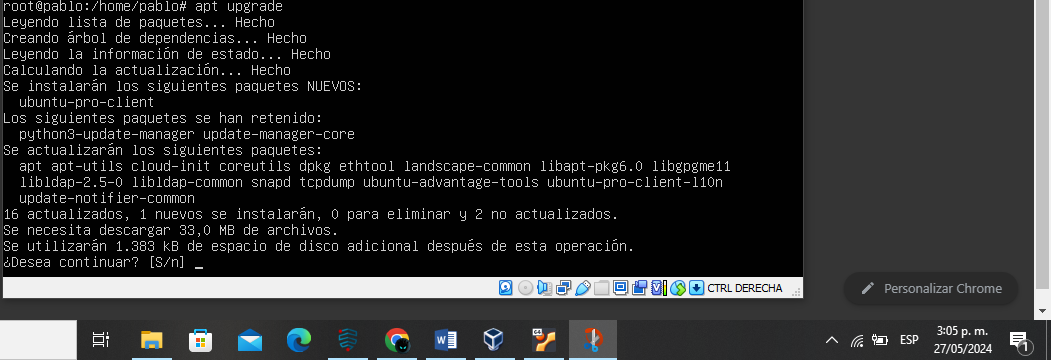 root@pablo:/home/pablo# apt upgrade
Leyendo lista de paquetes... Hecho
Creando árbol de dependencias... Hecho
Leyendo la información de estado... Hecho
Calculando la actualización... Hecho
Se instalarán los siguientes paquetes NUEVOS:
  ubuntu-pro-client
Los siguientes paquetes se han retenido:
  python3-update-manager update-manager-core
Se actualizarán los siguientes paquetes:
  apt apt-utils cloud-init coreutils dpkg ethtool landscape-common libapt-pkg6.0 libgpgme11
  libldap-2.5-0 libldap-common snapd tcpdump ubuntu-advantage-tools ubuntu-pro-client-l10n
  update-notifier-common
16 actualizados, 1 nuevos se instalarán, 0 para eliminar y 2 no actualizados.
Se necesita descargar 33,0 MB de archivos.
Se utilizarán 1.383 kB de espacio de disco adicional después de esta operación.
¿Desea continuar? [S/n] _
CTRL DERECHA
Personalizar Chrome
ESP
3:05 p. m.
27/05/2024
1